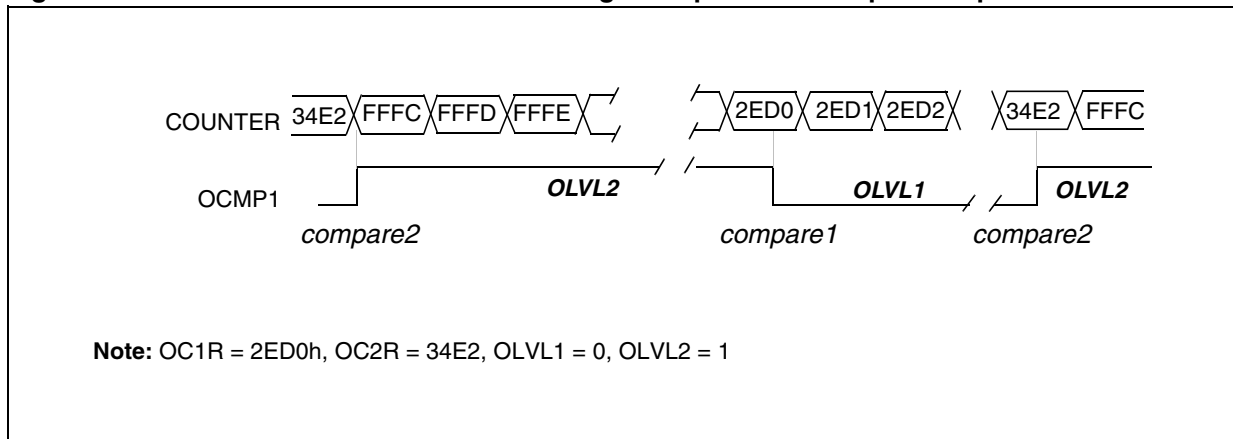 COUNTER 34E2 FFFC FFFD FFFE 2ED0 2ED1 2ED2 34E2 FFFC
OCMP1 OLVL2 OLVL1 OLVL2
compare2 compare1 compare2
Note: OC1R = 2ED0h, OC2R = 34E2, OLVL1 = 0, OLVL2 = 1